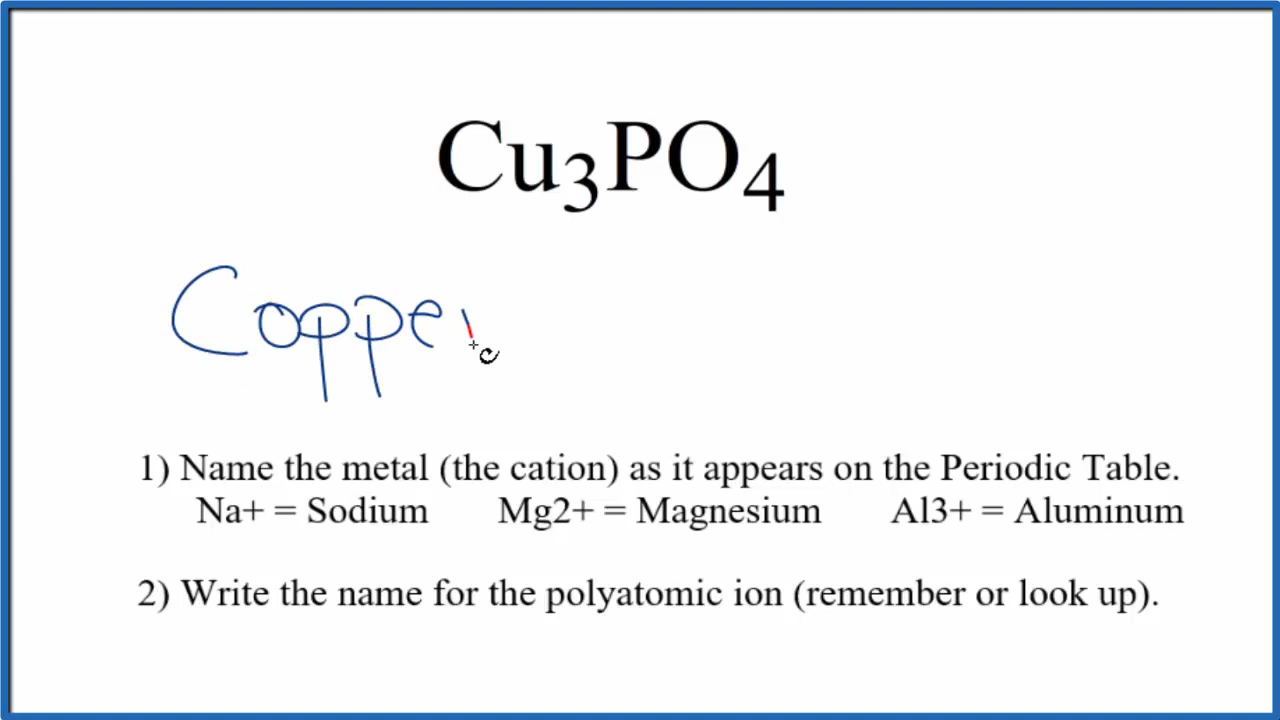 Cu₃PO₄
Copper
1) Name the metal (the cation) as it appears on the Periodic Table.
Na+ = Sodium Mg2+ = Magnesium Al3+ = Aluminum
2) Write the name for the polyatomic ion (remember or look up).